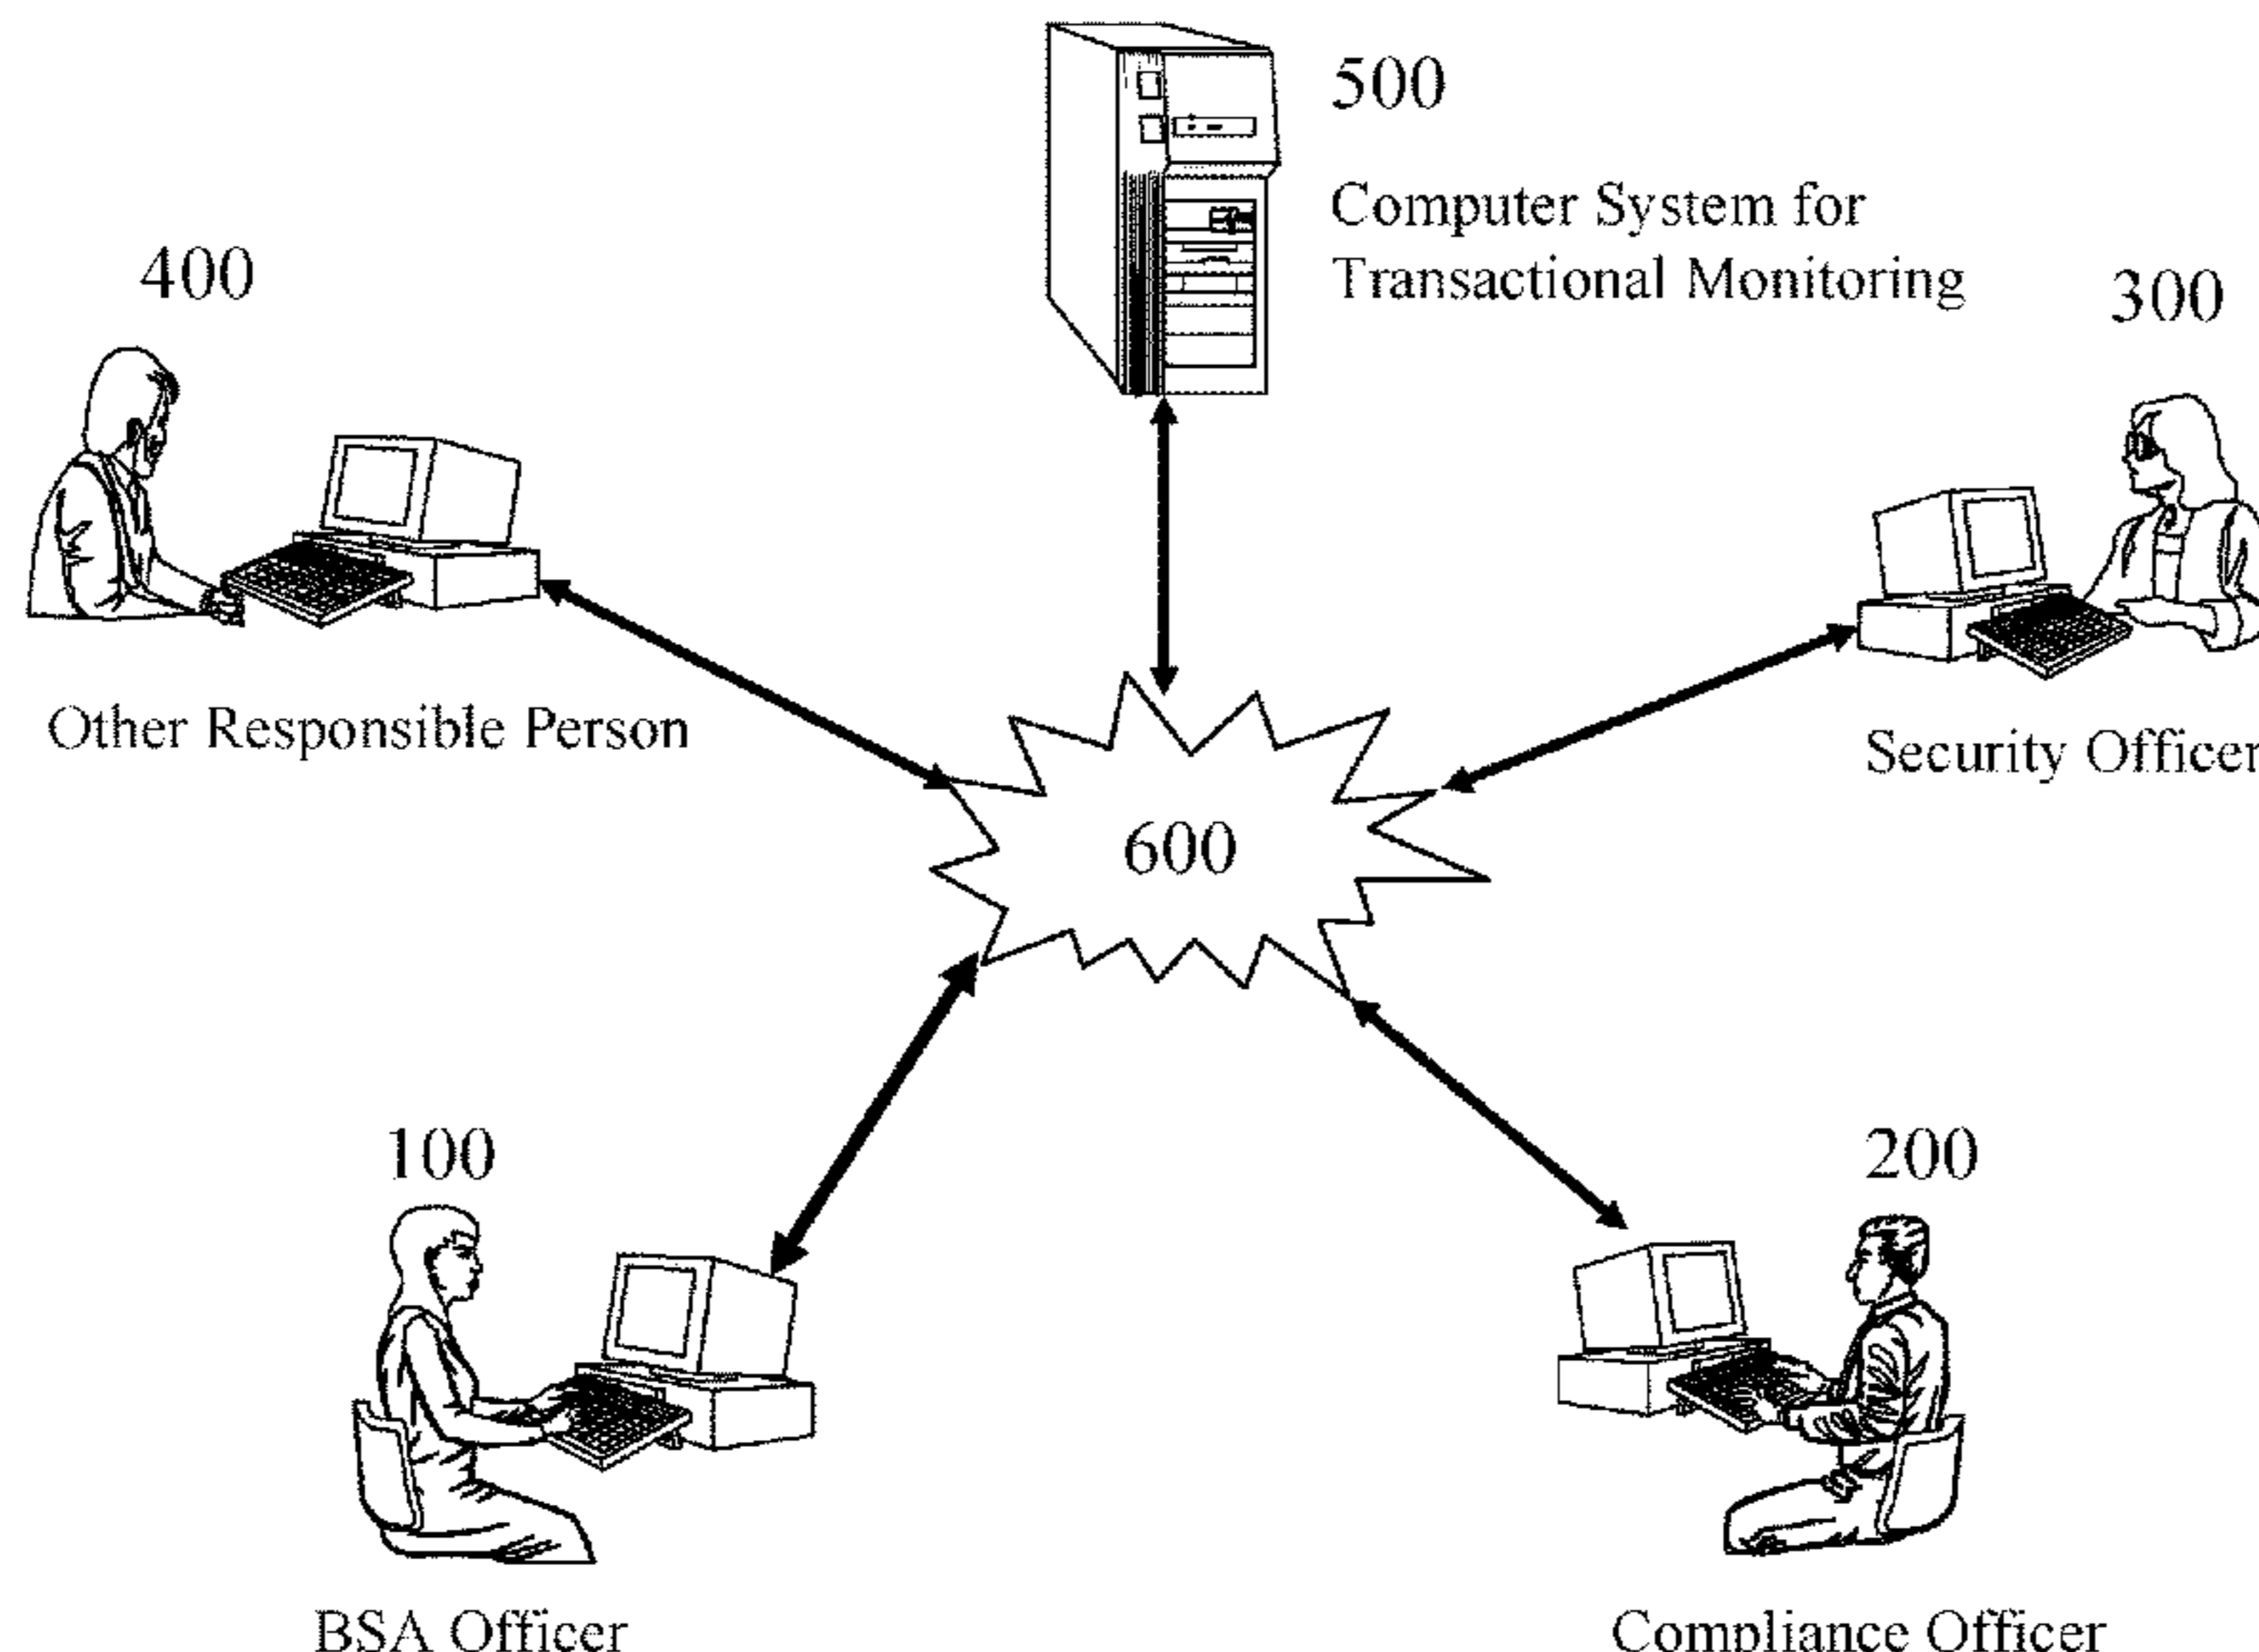 500
Computer System for
Transactional Monitoring
400
300
Other Responsible Person
Security Officer
600
100
200
BSA Officer
Compliance Officer